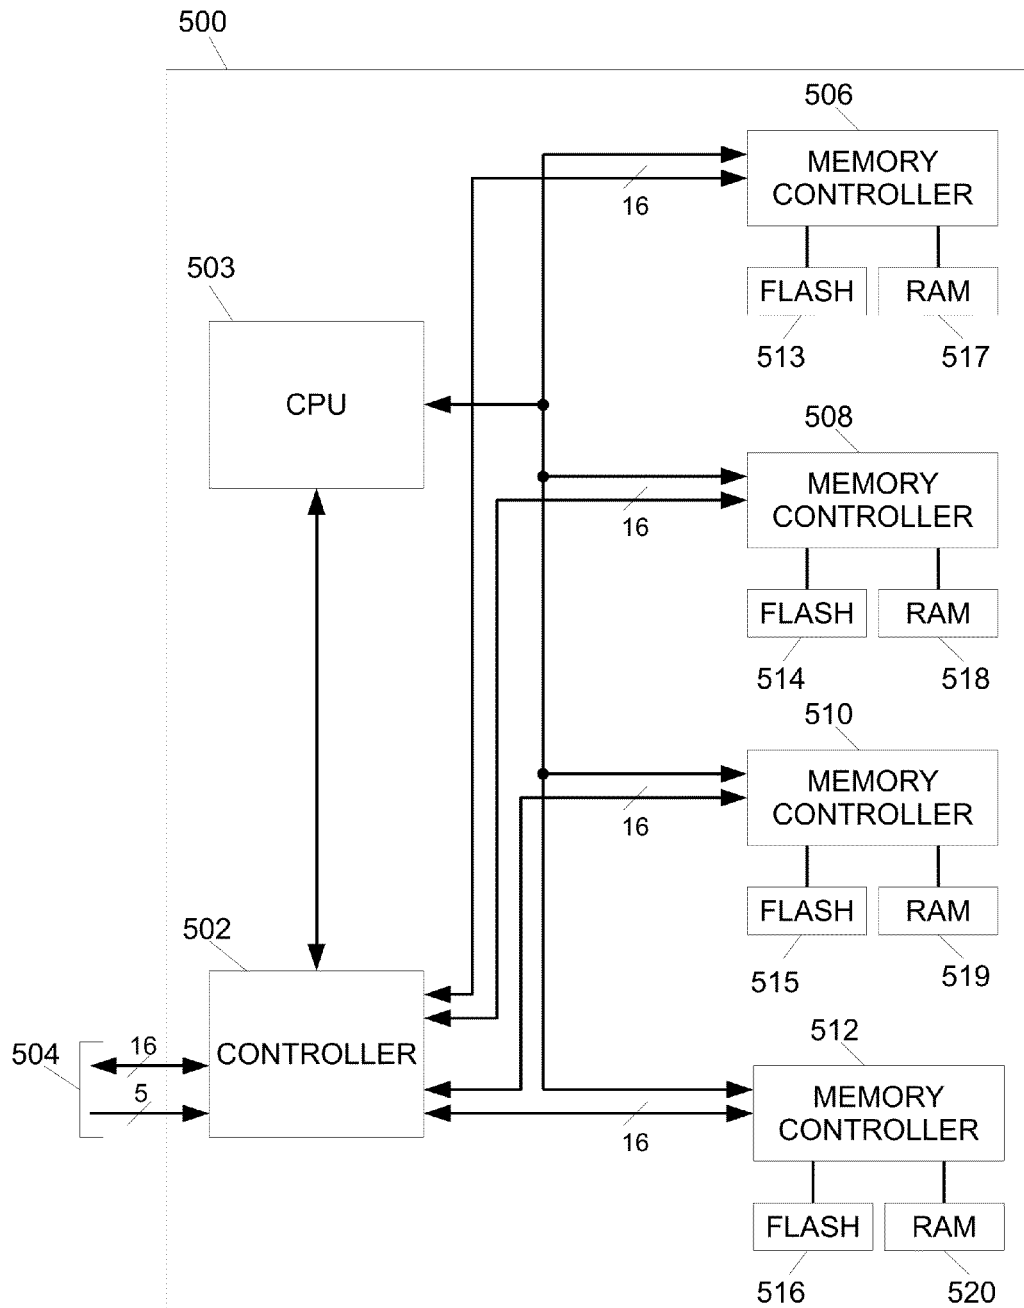 500
506
MEMORY
CONTROLLER
16
503
FLASH
RAM
513
517
CPU
508
MEMORY
CONTROLLER
16
FLASH
RAM
514
518
510
MEMORY
CONTROLLER
16
FLASH
RAM
502
515
519
CONTROLLER
504
16
5
512
MEMORY
CONTROLLER
16
FLASH
RAM
516
520